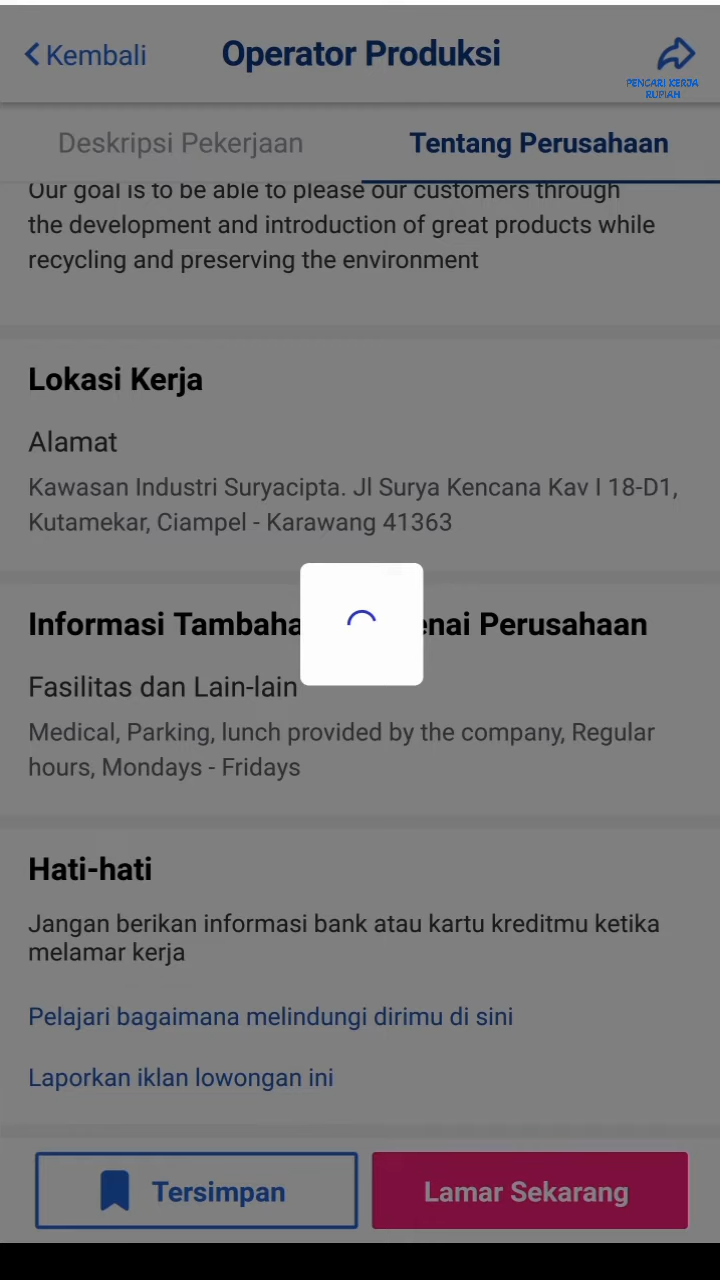 Kembali
Operator Produksi
PENCARI KERJA
RUPIAH
Deskripsi Pekerjaan
Tentang Perusahaan
Our goal is to be able to please our customers through
the development and introduction of great products while
recycling and preserving the environment
Lokasi Kerja
Alamat
Kawasan Industri Suryacipta. Jl Surya Kencana Kav I 18-D1,
Kutamekar, Ciampel - Karawang 41363
Informasi Perusahaan
Fasilitas dan Lain-lain
Medical, Parking, lunch provided by the company, Regular
hours, Mondays - Fridays
Hati-hati
Jangan berikan informasi bank atau kartu kreditmu ketika
melamar kerja
Pelajari bagaimana melindungi dirimu di sini
Laporkan iklan lowongan ini
Tersimpan
Lamar Sekarang